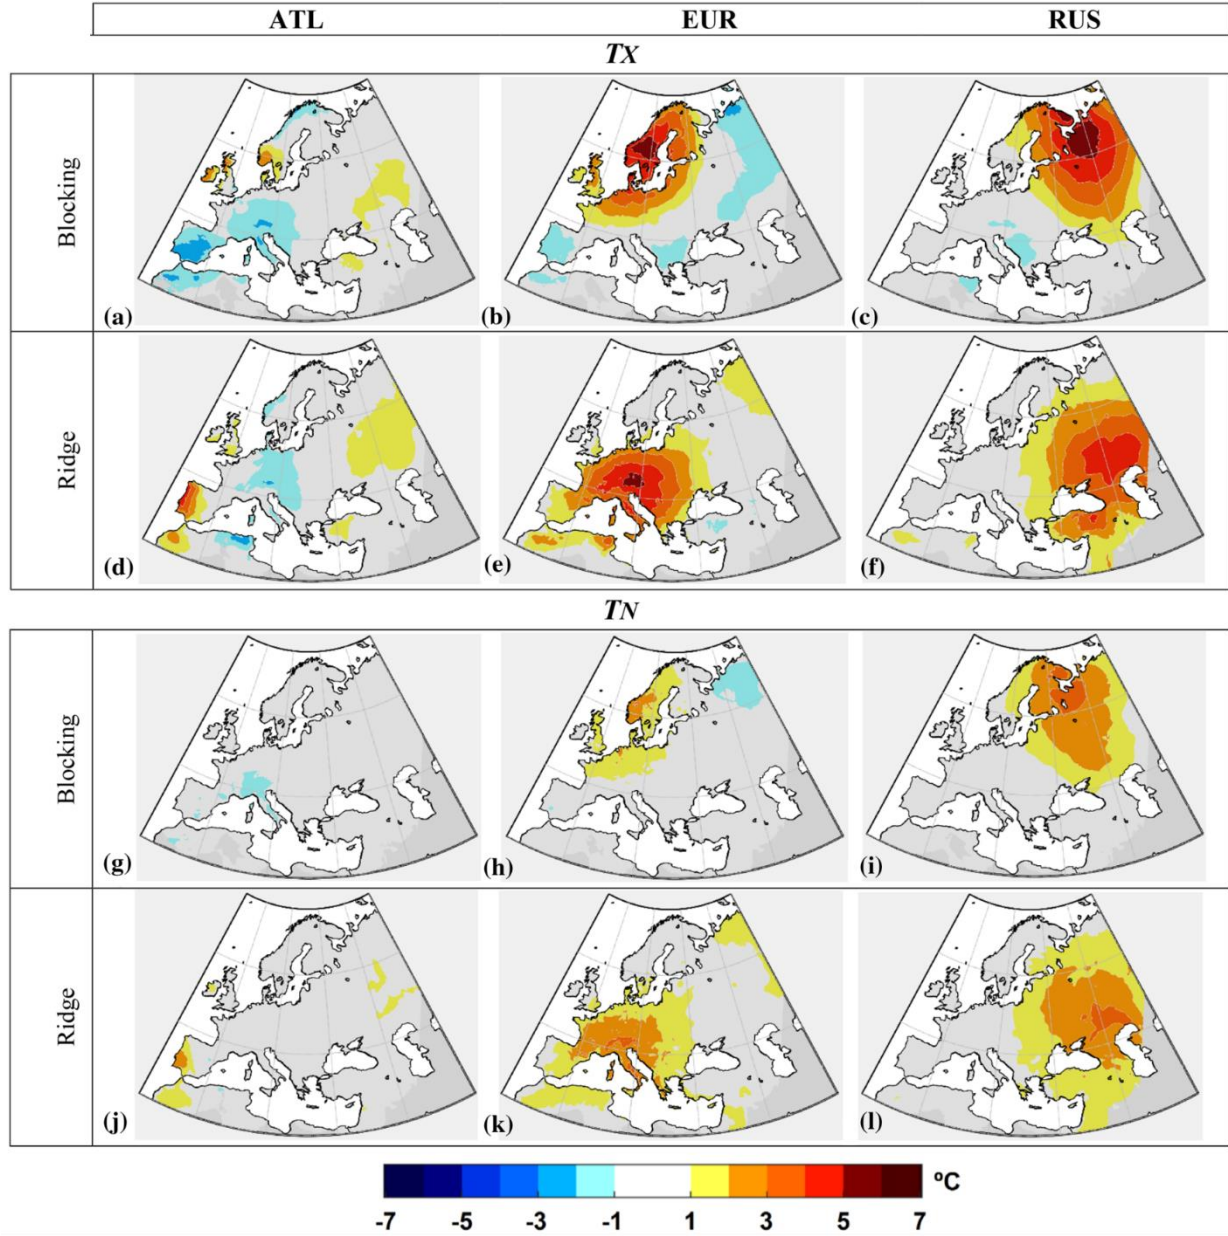 ATL EUR RUS
TX
Blocking
(a) (b) (c)
Ridge
(d) (e) (f)
TN
Blocking
(g) (h) (i)
Ridge
(j) (k) (l)
ºC
-7 -5 -3 -1 1 3 5 7